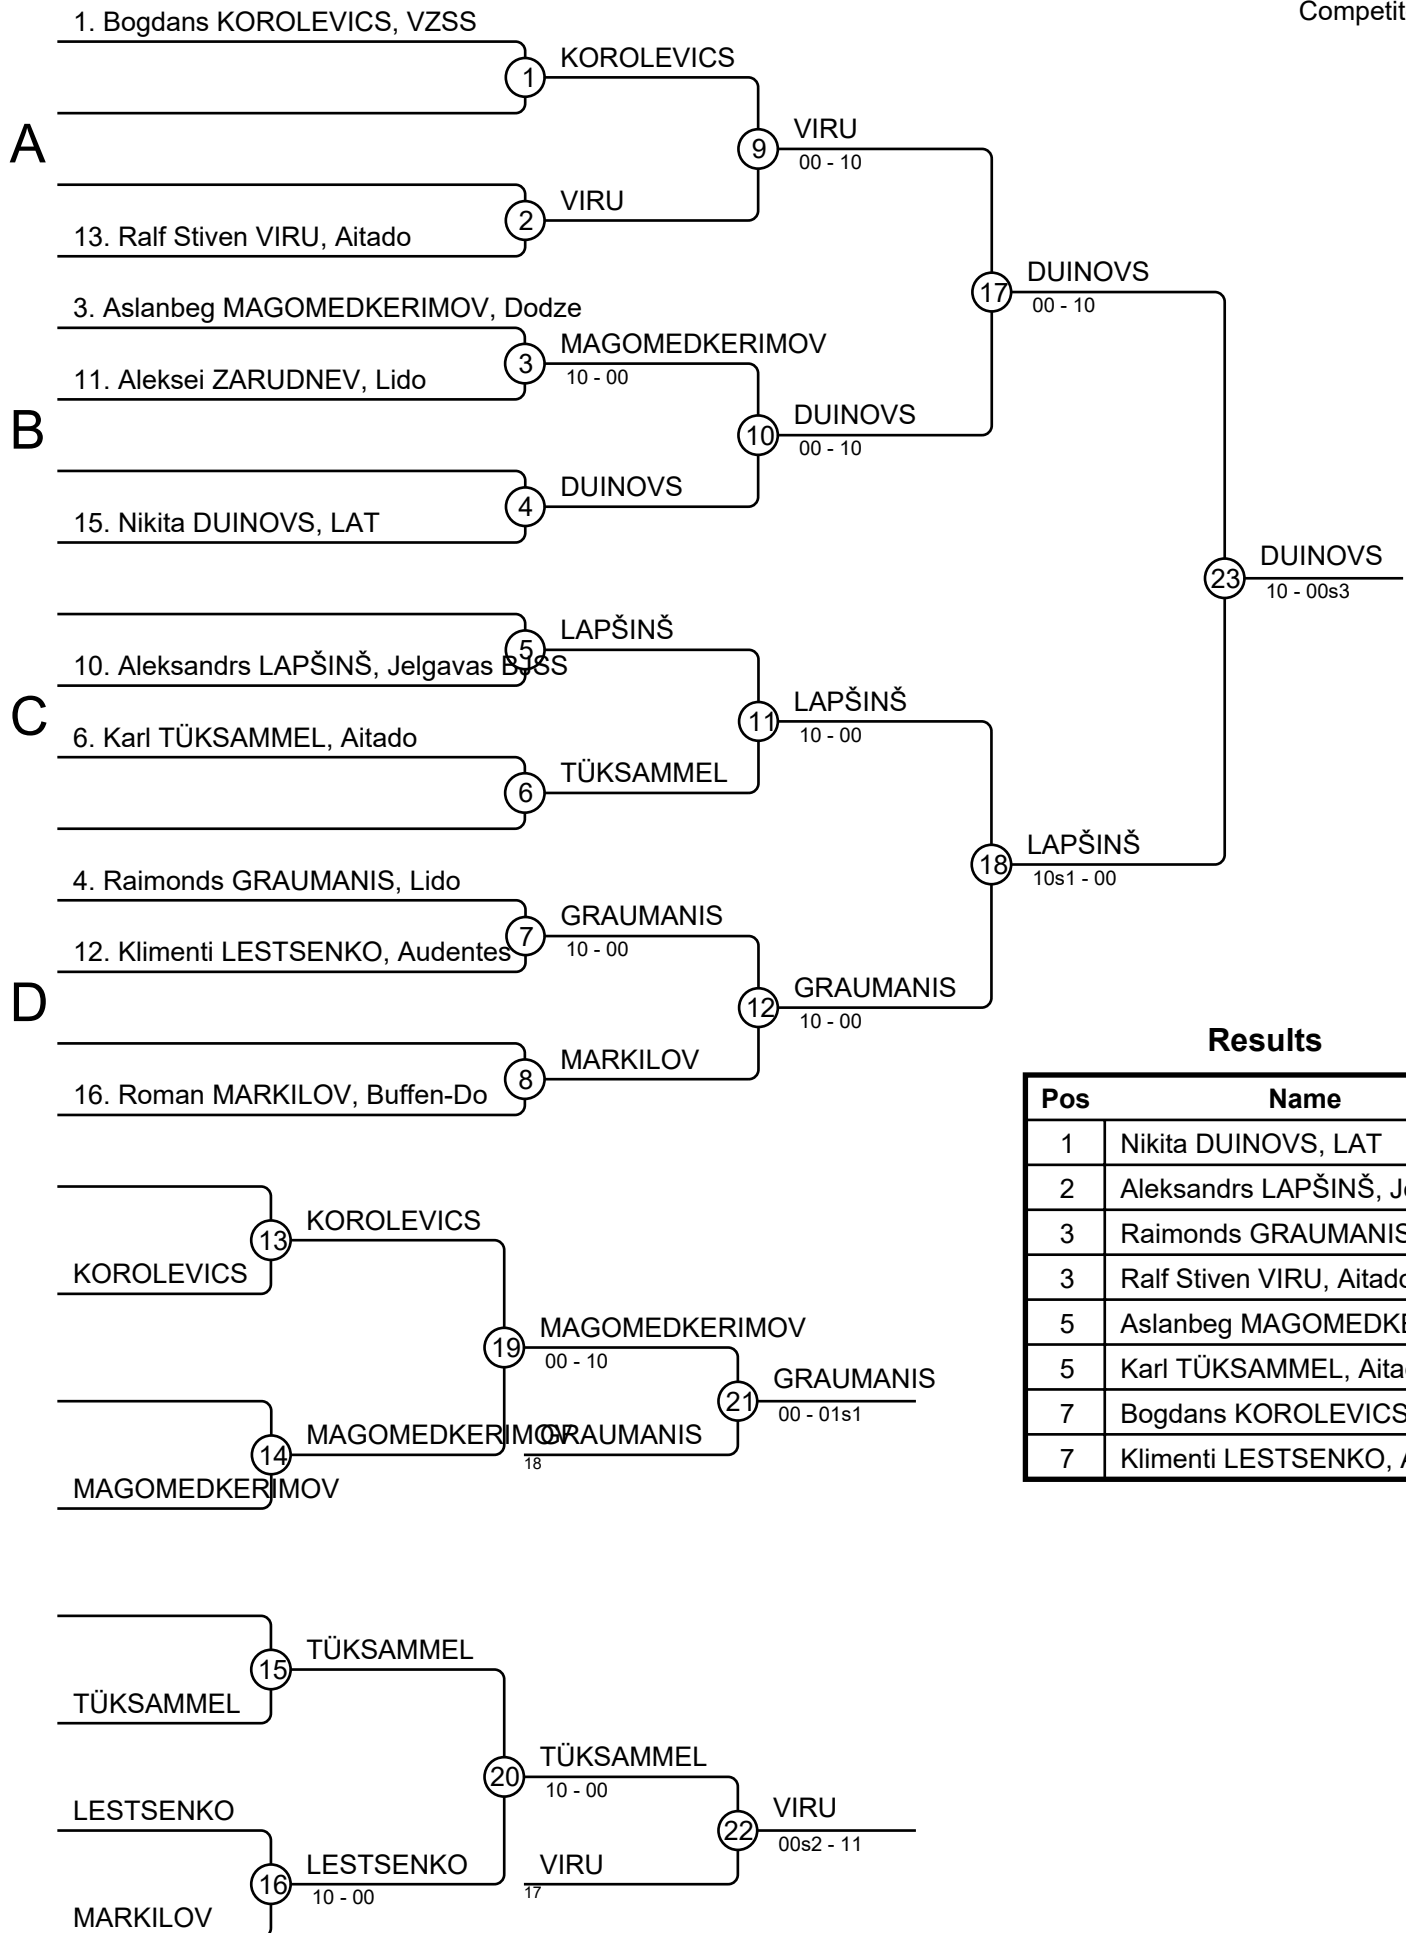 Competit
1. Bogdans KOROLEVICS, VZSS
1
KOROLEVICS
A
9
VIRU
00 - 10
2
VIRU
13. Ralf Stiven VIRU, Aitado
17
DUINOVS
00 - 10
3. Aslanbeg MAGOMEDKERIMOV, Dodze
3
MAGOMEDKERIMOV
10 - 00
11. Aleksei ZARUDNEV, Lido
B
10
DUINOVS
00 - 10
4
DUINOVS
15. Nikita DUINOVS, LAT
23
DUINOVS
10 - 00s3
5
LAPŠINŠ
10. Aleksandrs LAPŠINŠ, Jelgavas BJSS
C
11
LAPŠINŠ
10 - 00
6. Karl TÜKSAMMEL, Aitado
6
TÜKSAMMEL
18
LAPŠINŠ
10s1 - 00
4. Raimonds GRAUMANIS, Lido
7
GRAUMANIS
10 - 00
12. Klimenti LESTSENKO, Audentes
D
12
GRAUMANIS
10 - 00
8
MARKILOV
16. Roman MARKILOV, Buffen-Do
Results
Pos Name
1 Nikita DUINOVS, LAT
2 Aleksandrs LAPŠINŠ, J
3 Raimonds GRAUMANIS
3 Ralf Stiven VIRU, Aitado
5 Aslanbeg MAGOMEDKE
5 Karl TÜKSAMMEL, Aita
7 Bogdans KOROLEVICS
7 Klimenti LESTSENKO, A
13
KOROLEVICS
KOROLEVICS
19
MAGOMEDKERIMOV
00 - 10
21
GRAUMANIS
00 - 01s1
14
MAGOMEDKERIMOV
GRAUMANIS
18
MAGOMEDKERIMOV
15
TÜKSAMMEL
TÜKSAMMEL
20
TÜKSAMMEL
10 - 00
LESTSENKO
22
VIRU
00s2 - 11
16
LESTSENKO
10 - 00
VIRU
17
MARKILOV